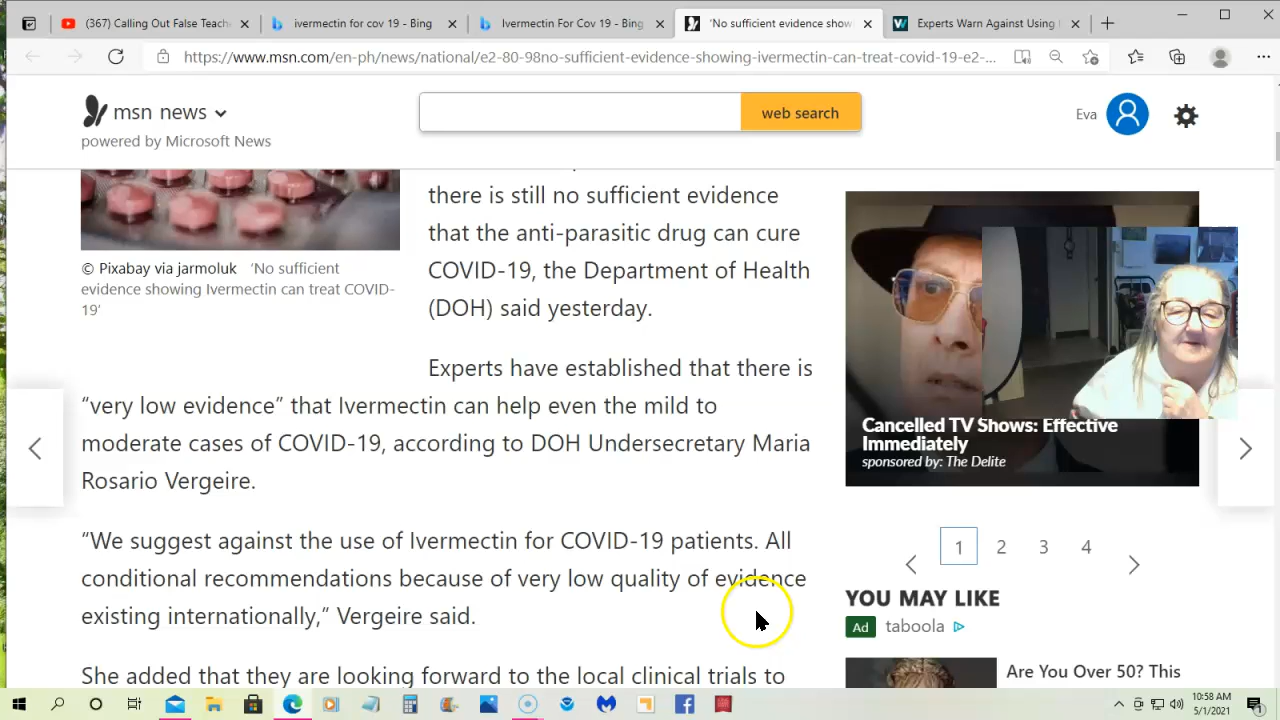 (367) Calling Out False Teach
ivermectin for cov 19 - Bing
Ivermectin For Cov 19 - Bing
'No sufficient evidence show
Experts Warn Against Using
https://www.msn.com/en-ph/news/national/e2-80-98no-sufficient-evidence-showing-ivermectin-can-treat-covid-19-e2-...
msn news
powered by Microsoft News
web search
Eva
there is still no sufficient evidence
that the anti-parasitic drug can cure
COVID-19, the Department of Health
(DOH) said yesterday.
© Pixabay via jarmoluk 'No sufficient
evidence showing Ivermectin can treat COVID-
19'
Experts have established that there is
“very low evidence” that Ivermectin can help even the mild to
moderate cases of COVID-19, according to DOH Undersecretary Maria
Rosario Vergeire.
“We suggest against the use of Ivermectin for COVID-19 patients. All
conditional recommendations because of very low quality of evidence
existing internationally,” Vergeire said.
She added that they are looking forward to the local clinical trials to
Cancelled TV Shows: Effective
Immediately
sponsored by: The Delite
1 2 3 4
YOU MAY LIKE
Ad taboola
Are You Over 50? This
10:58 AM
5/1/2021